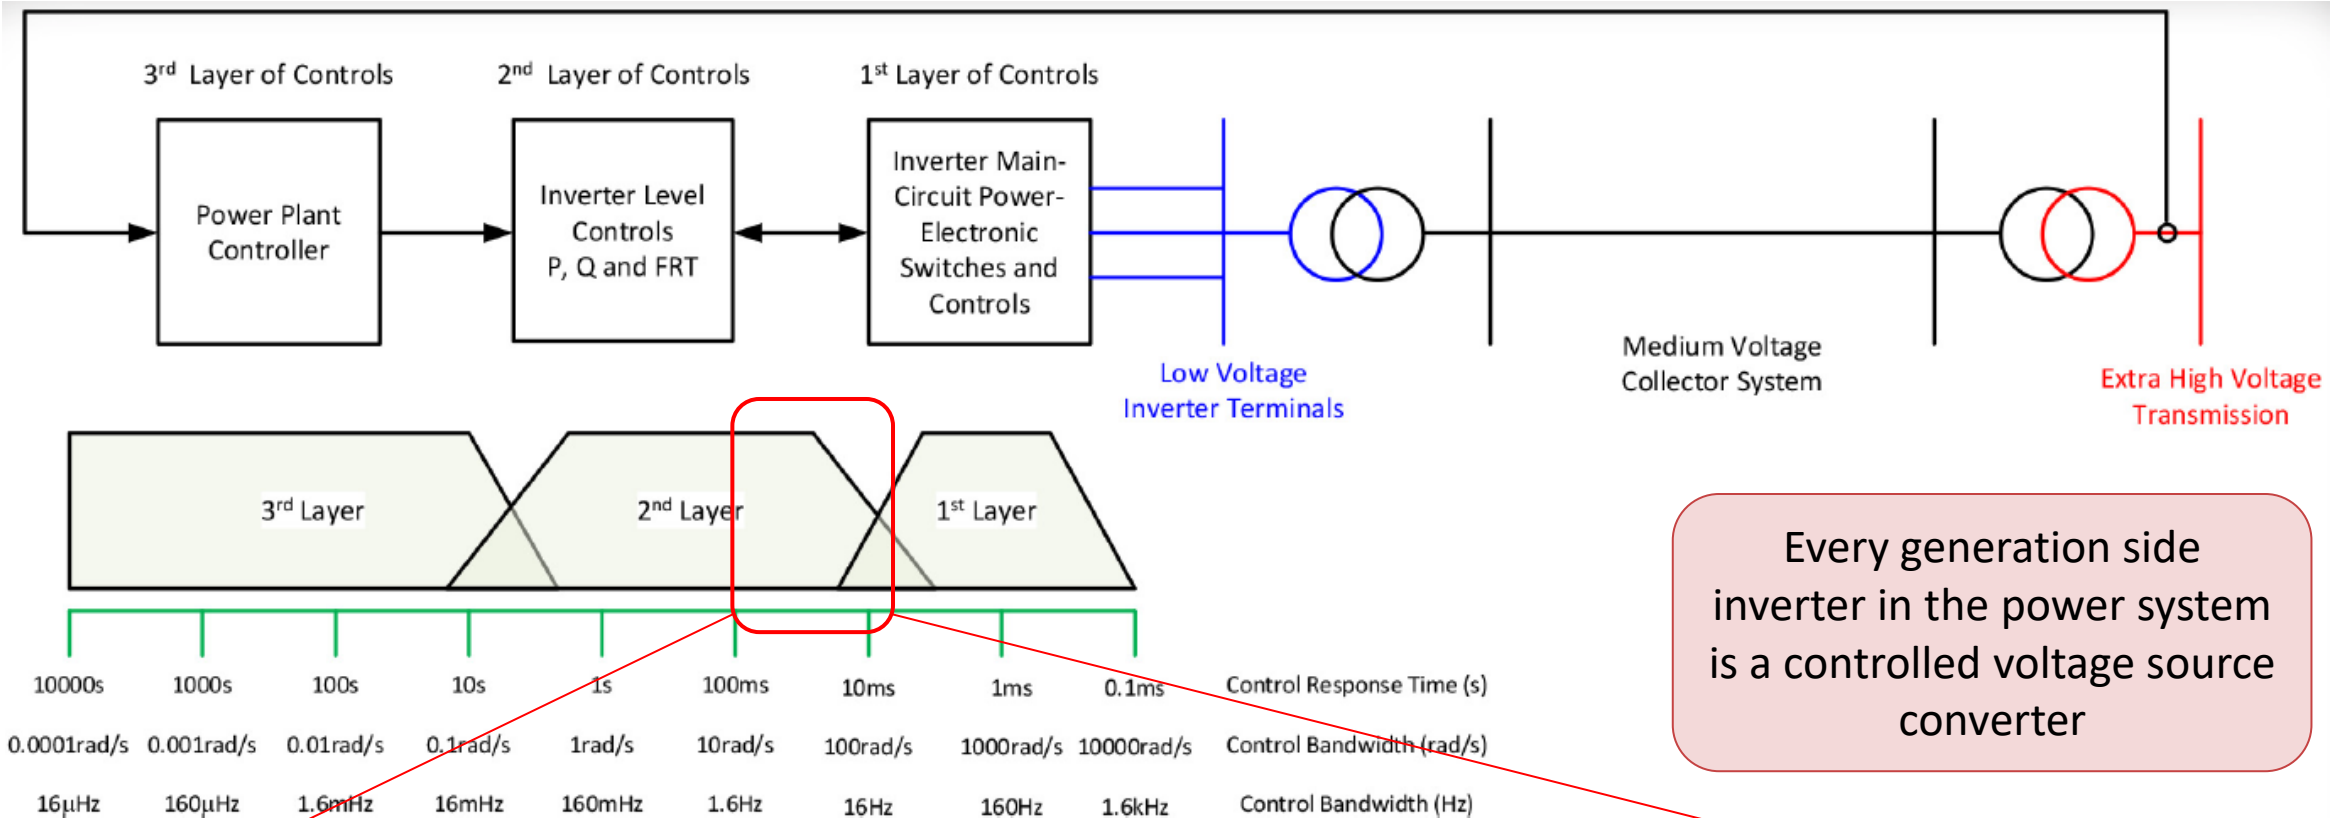 3rd Layer of Controls
2nd Layer of Controls
1st Layer of Controls
Power Plant
Controller
Inverter Level
Controls
P, Q and FRT
Inverter Main-
Circuit Power-
Electronic
Switches and
Controls
Low Voltage
Inverter Terminals
Medium Voltage
Collector System
Extra High Voltage
Transmission
3rd Layer
2nd Layer
1st Layer
Every generation side
inverter in the power system
is a controlled voltage source
converter
10000s 1000s 100s 10s 1s 100ms 10ms 1ms 0.1ms Control Response Time (s)
0.0001rad/s 0.001rad/s 0.01rad/s 0.1rad/s 1rad/s 10rad/s 100rad/s 1000rad/s 10000rad/s Control Bandwidth (rad/s)
16μHz 160μHz 1.6mHz 16mHz 160mHz 1.6Hz 16Hz 160Hz 1.6kHz Control Bandwidth (Hz)